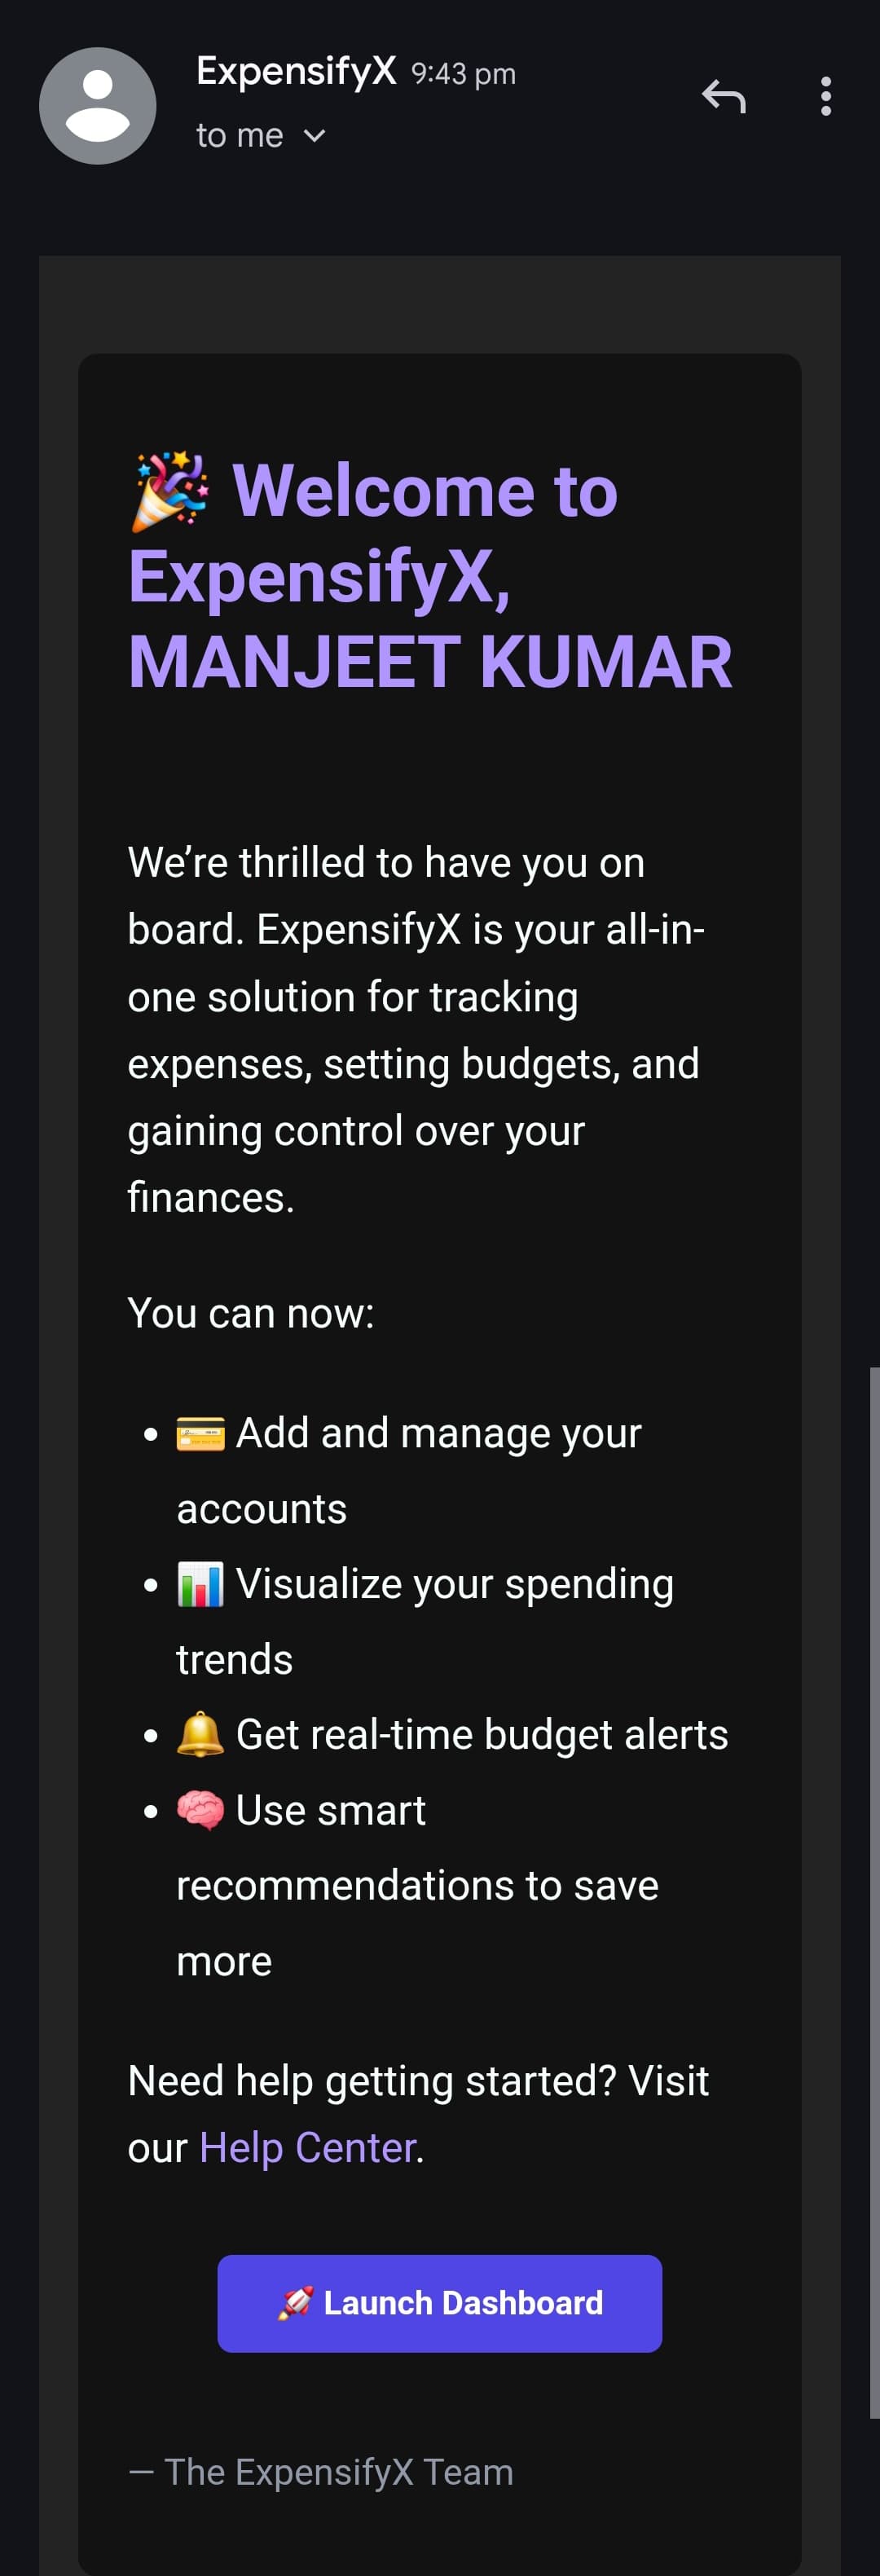 ExpensifyX 9:43 pm
to me
🎉 Welcome to
ExpensifyX,
MANJEET KUMAR
We’re thrilled to have you on
board. ExpensifyX is your all-in-
one solution for tracking
expenses, setting budgets, and
gaining control over your
finances.
You can now:
• 💳 Add and manage your
accounts
• 📊 Visualize your spending
trends
• 🔔 Get real-time budget alerts
• 🧠 Use smart
recommendations to save
more
Need help getting started? Visit
our Help Center.
🚀 Launch Dashboard
— The ExpensifyX Team